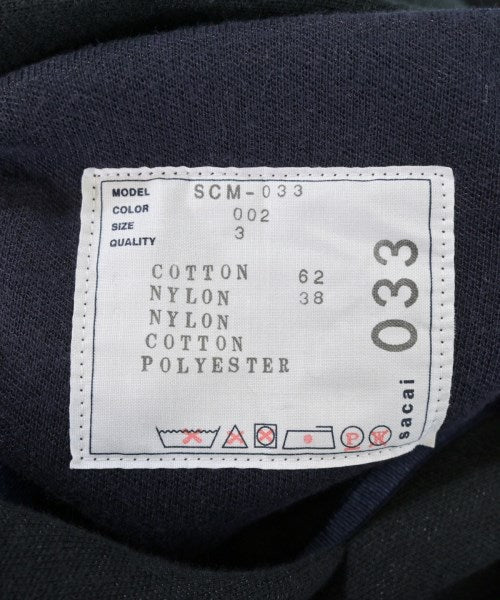 MODEL SCM-033
COLOR 002
SIZE 3
QUALITY
COTTON 62
NYLON 38
NYLON
COTTON
POLYESTER
P W
sacai 033